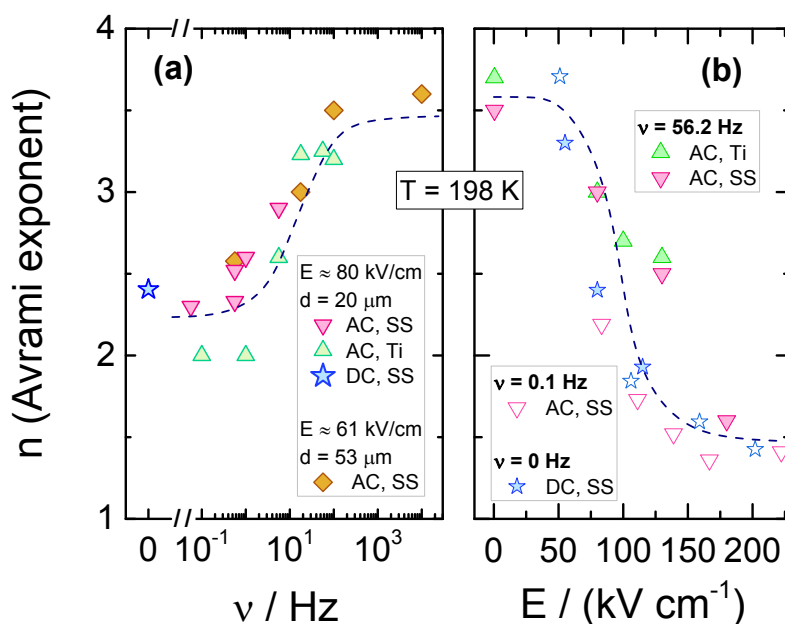 n (Avrami exponent)
4
3
2
1
(a)
(b)
T = 198 K
E ≈ 80 kV/cm
d = 20 μm
AC, SS
AC, Ti
DC, SS
E ≈ 61 kV/cm
d = 53 μm
AC, SS
ν = 56.2 Hz
AC, Ti
AC, SS
ν = 0.1 Hz
AC, SS
ν = 0 Hz
DC, SS
0 10⁻¹ 10¹ 10³
0 50 100 150 200
ν / Hz
E / (kV cm⁻¹)